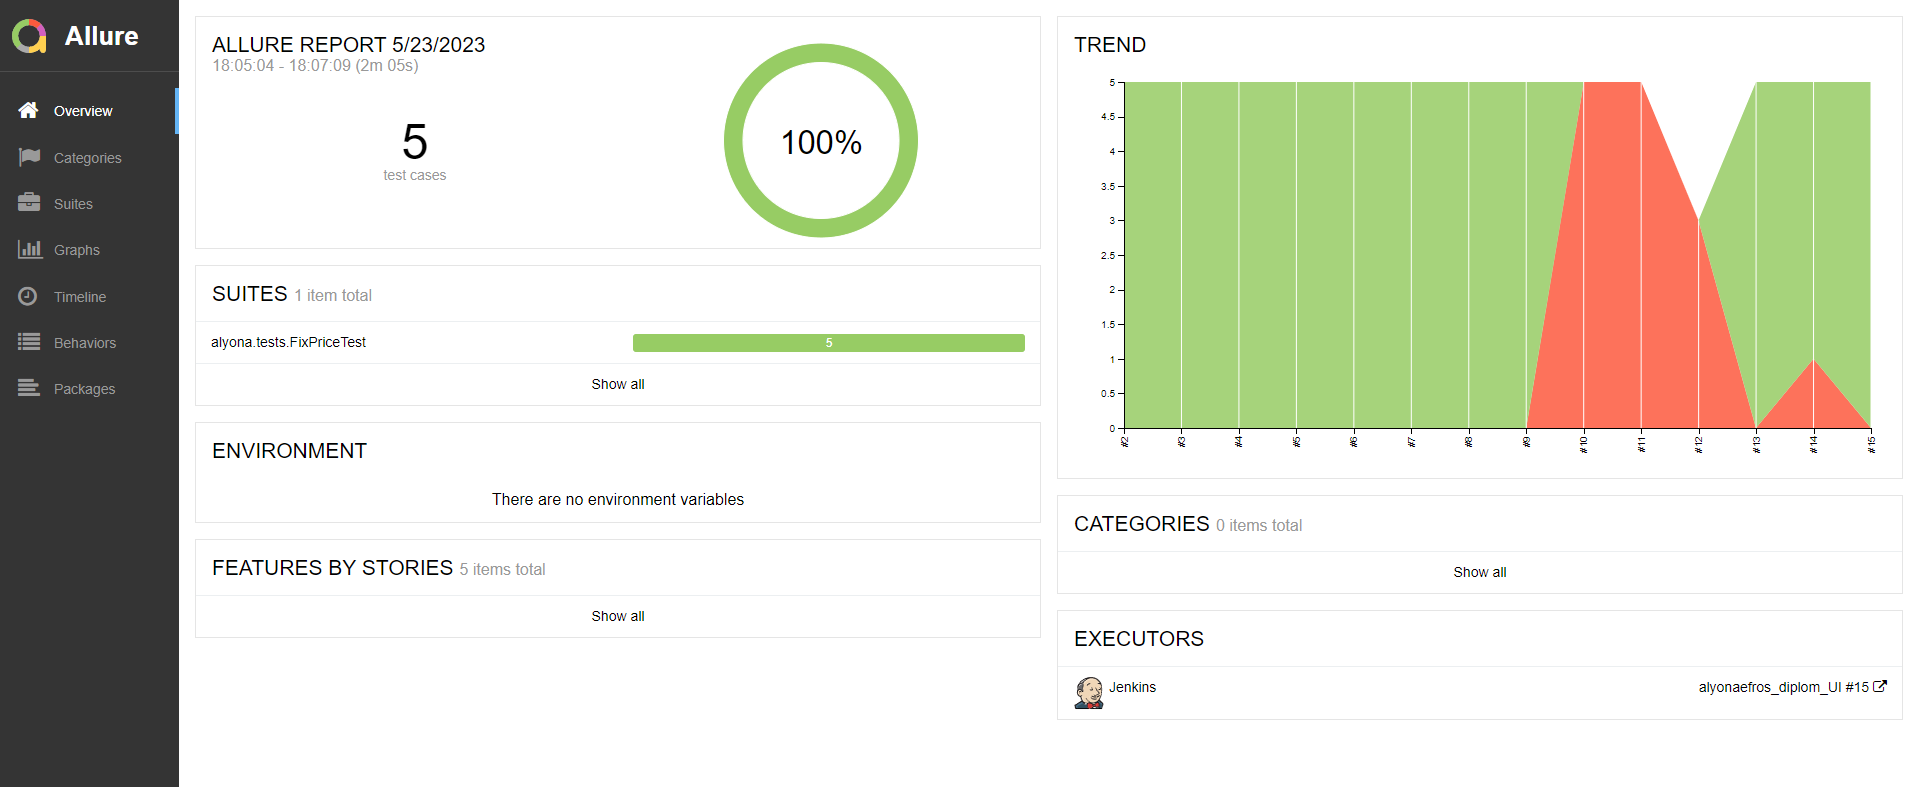 Allure
Overview
Categories
Suites
Graphs
Timeline
Behaviors
Packages
ALLURE REPORT 5/23/2023
18:05:04 - 18:07:09 (2m 05s)
5
test cases
100%
SUITES 1 item total
alyona.tests.FixPriceTest 5
Show all
ENVIRONMENT
There are no environment variables
FEATURES BY STORIES 5 items total
Show all
TREND
5
4.5
4
3.5
3
2.5
2
1.5
1
0.5
0
#2 #3 #4 #5 #6 #7 #8 #9 #10 #11 #12 #13 #14 #15
CATEGORIES 0 items total
Show all
EXECUTORS
Jenkins alyonaefros_diplom_UI #15